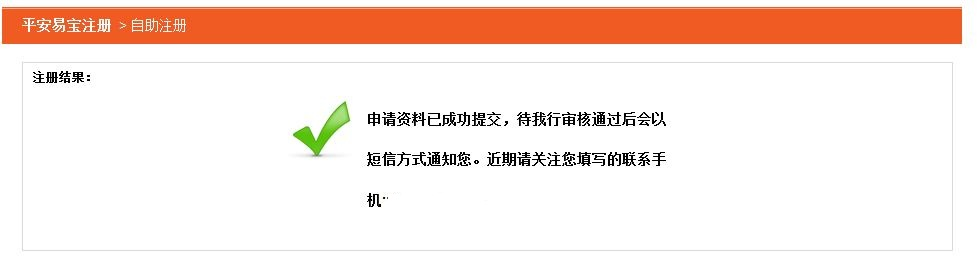 平安易宝注册 > 自助注册
注册结果：
申请资料已成功提交，待我行审核通过后会以
短信方式通知您。近期请关注您填写的联系手
机